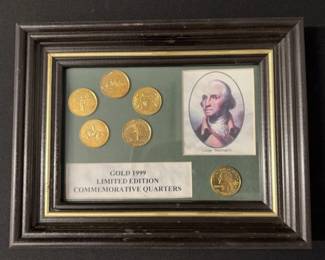 GOLD 1999
LIMITED EDITION
COMMEMORATIVE QUARTERS